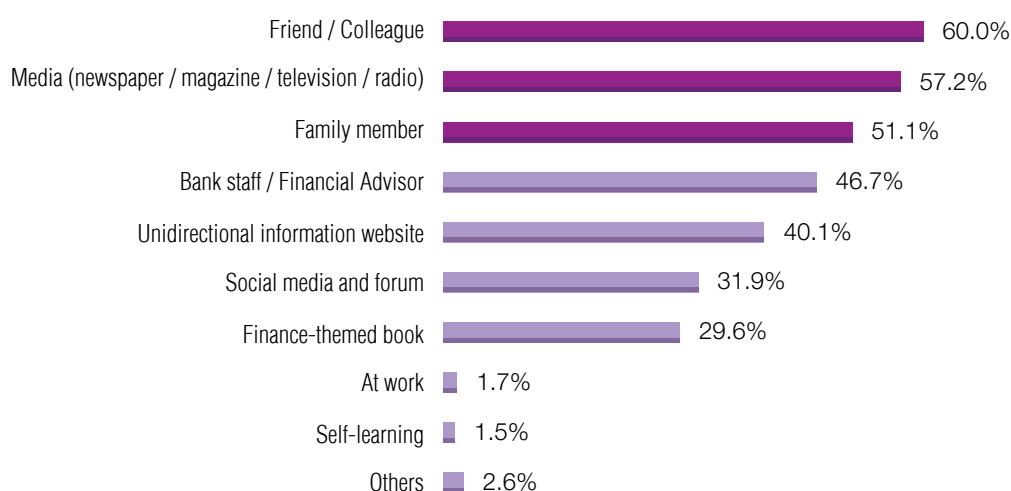 Friend / Colleague 60.0%
Media (newspaper / magazine / television / radio) 57.2%
Family member 51.1%
Bank staff / Financial Advisor 46.7%
Unidirectional information website 40.1%
Social media and forum 31.9%
Finance-themed book 29.6%
At work 1.7%
Self-learning 1.5%
Others 2.6%